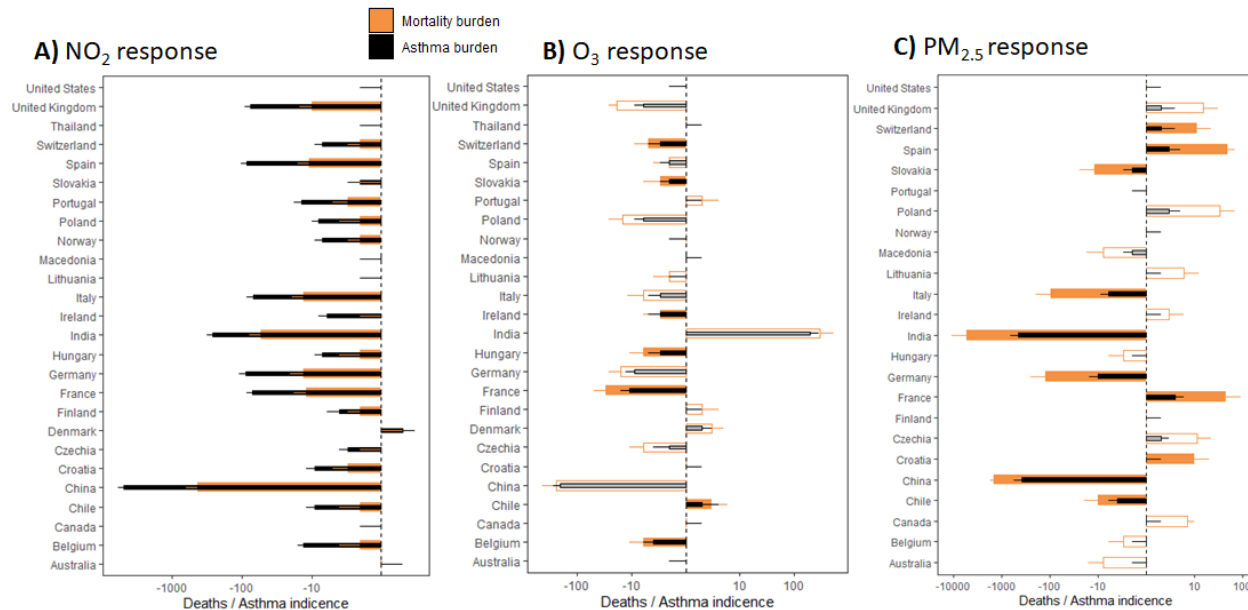 Mortality burden
Asthma burden
A) NO2 response
B) O3 response
C) PM2.5 response
United States
United Kingdom
Thailand
Switzerland
Spain
Slovakia
Portugal
Poland
Norway
Macedonia
Lithuania
Italy
Ireland
India
Hungary
Germany
France
Finland
Denmark
Czechia
Croatia
China
Chile
Canada
Belgium
Australia
-1000
-100
-10
Deaths / Asthma indicence
United States
United Kingdom
Thailand
Switzerland
Spain
Slovakia
Portugal
Poland
Norway
Macedonia
Lithuania
Italy
Ireland
India
Hungary
Germany
France
Finland
Denmark
Czechia
Croatia
China
Chile
Canada
Belgium
Australia
-100
-10
10
100
Deaths / Asthma indicence
United States
United Kingdom
Switzerland
Spain
Slovakia
Portugal
Poland
Norway
Macedonia
Lithuania
Italy
Ireland
India
Hungary
Germany
France
Finland
Czechia
Croatia
China
Chile
Canada
Belgium
Australia
-10000
-100
-10
10
100
Deaths / Asthma indicence